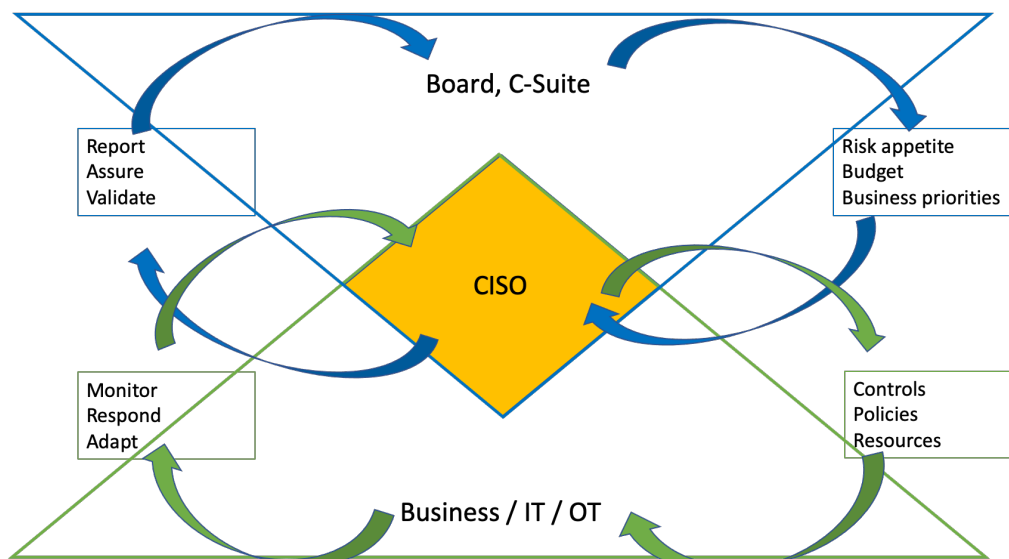 Board, C-Suite
Report
Assure
Validate
Risk appetite
Budget
Business priorities
CISO
Monitor
Respond
Adapt
Controls
Policies
Resources
Business / IT / OT